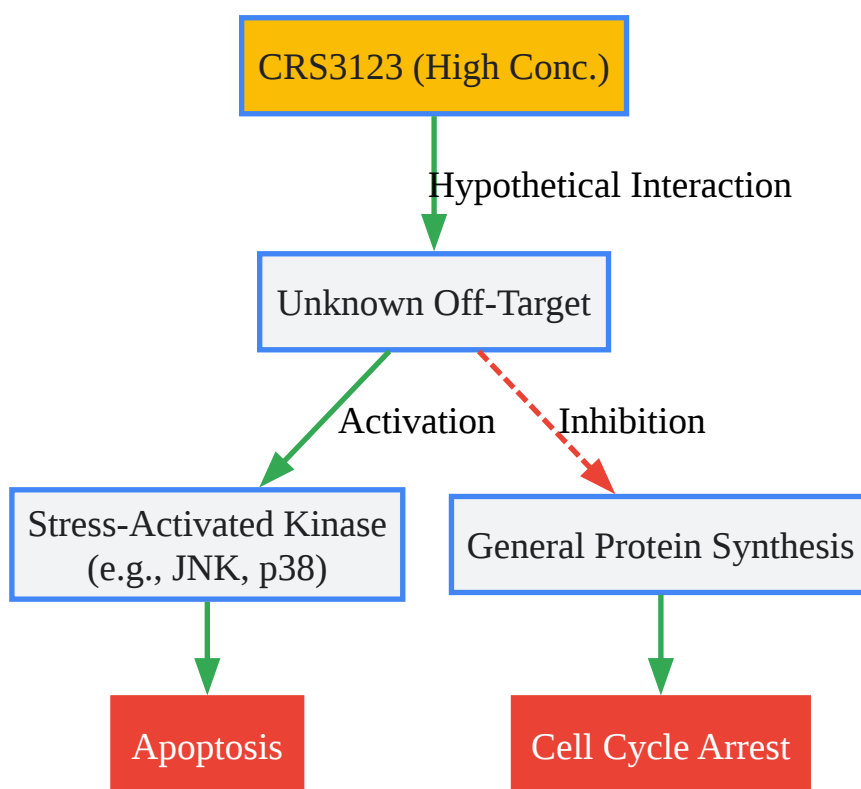 CRS3123 (High Conc.)
Hypothetical Interaction
Unknown Off-Target
Activation
Inhibition
Stress-Activated Kinase
(e.g., JNK, p38)
General Protein Synthesis
Apoptosis
Cell Cycle Arrest